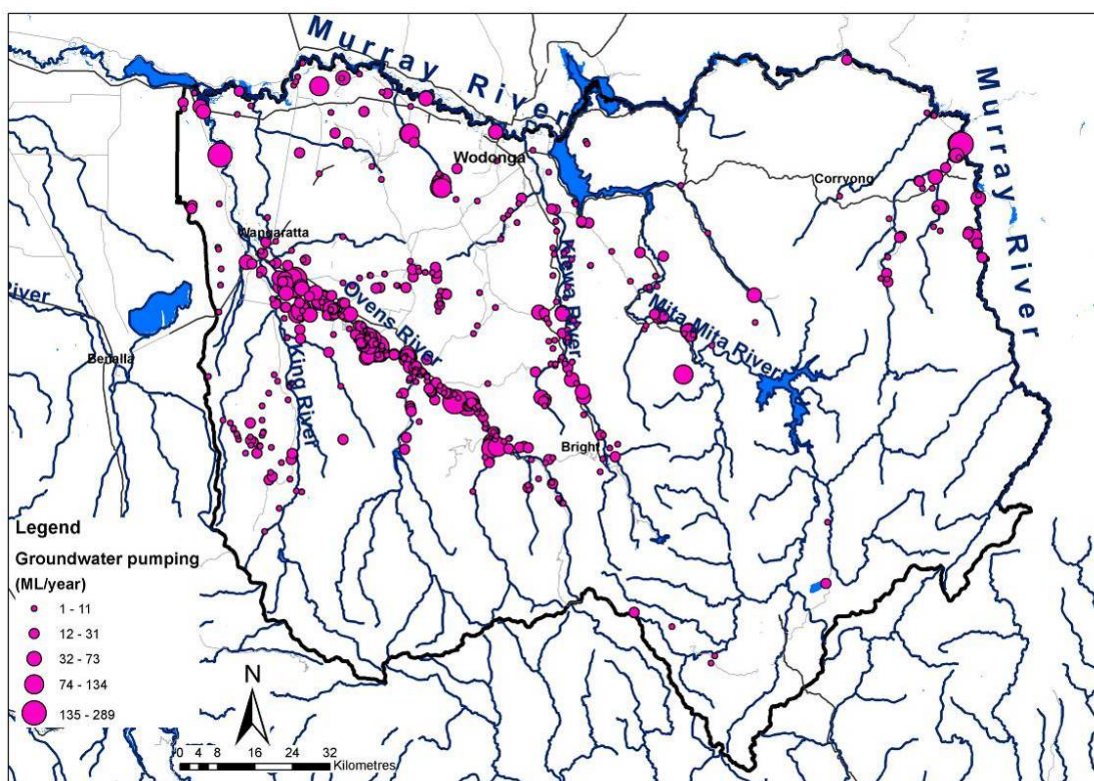 Murray River
Wodonga
Corryong
Murray River
Wangaratta
Kiewa River
River
Ovens River
Mita Mita River
Benalla
King River
Bright
Legend
Groundwater pumping
(ML/year)
1 - 11
12 - 31
32 - 73
74 - 134
135 - 289
N
0 4 8 16 24 32
Kilometres